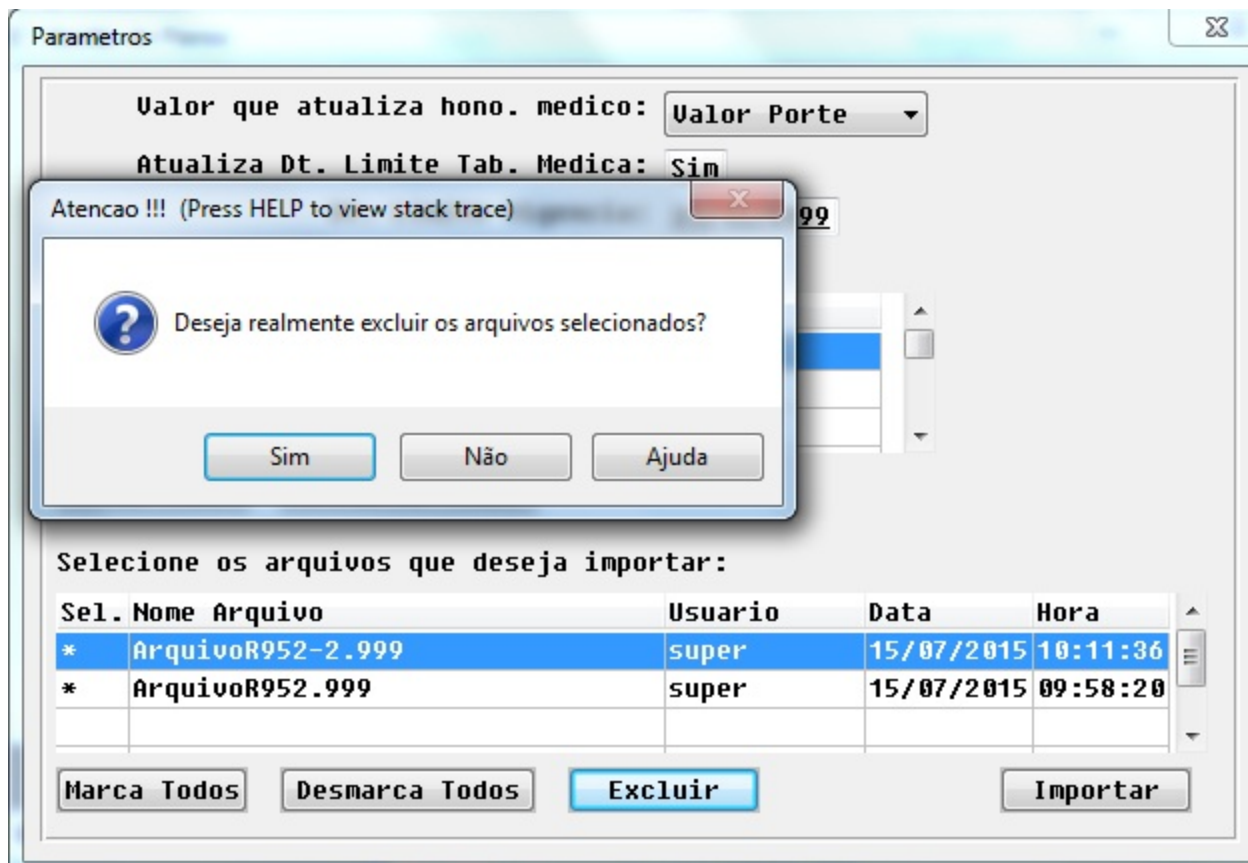 Parametros
Valor que atualiza hono. medico: Valor Porte
Atualiza Dt. Limite Tab. Medica: Sim
99
Atencao !!! (Press HELP to view stack trace)
Deseja realmente excluir os arquivos selecionados?
Sim Não Ajuda
Selecione os arquivos que deseja importar:
Sel. Nome Arquivo Usuario Data Hora
* ArquivoR952-2.999 super 15/07/2015 10:11:36
* ArquivoR952.999 super 15/07/2015 09:58:20
Marca Todos Desmarca Todos Excluir Importar